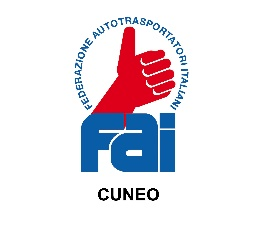 FEDERAZIONE AUTOTRASPORTATORI ITALIANI
Fai
CUNEO